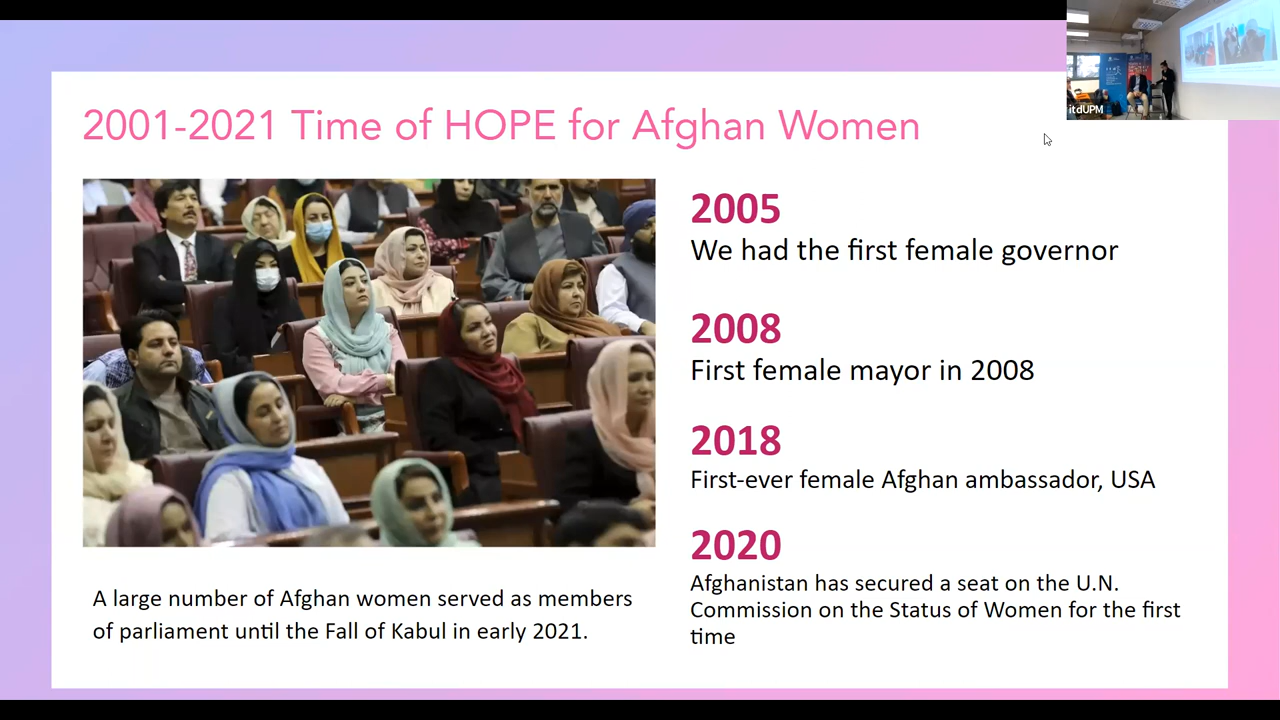 2001-2021 Time of HOPE for Afghan Women
2005
We had the first female governor
2008
First female mayor in 2008
2018
First-ever female Afghan ambassador, USA
2020
Afghanistan has secured a seat on the U.N.
Commission on the Status of Women for the first
time
A large number of Afghan women served as members
of parliament until the Fall of Kabul in early 2021.
itdUPM